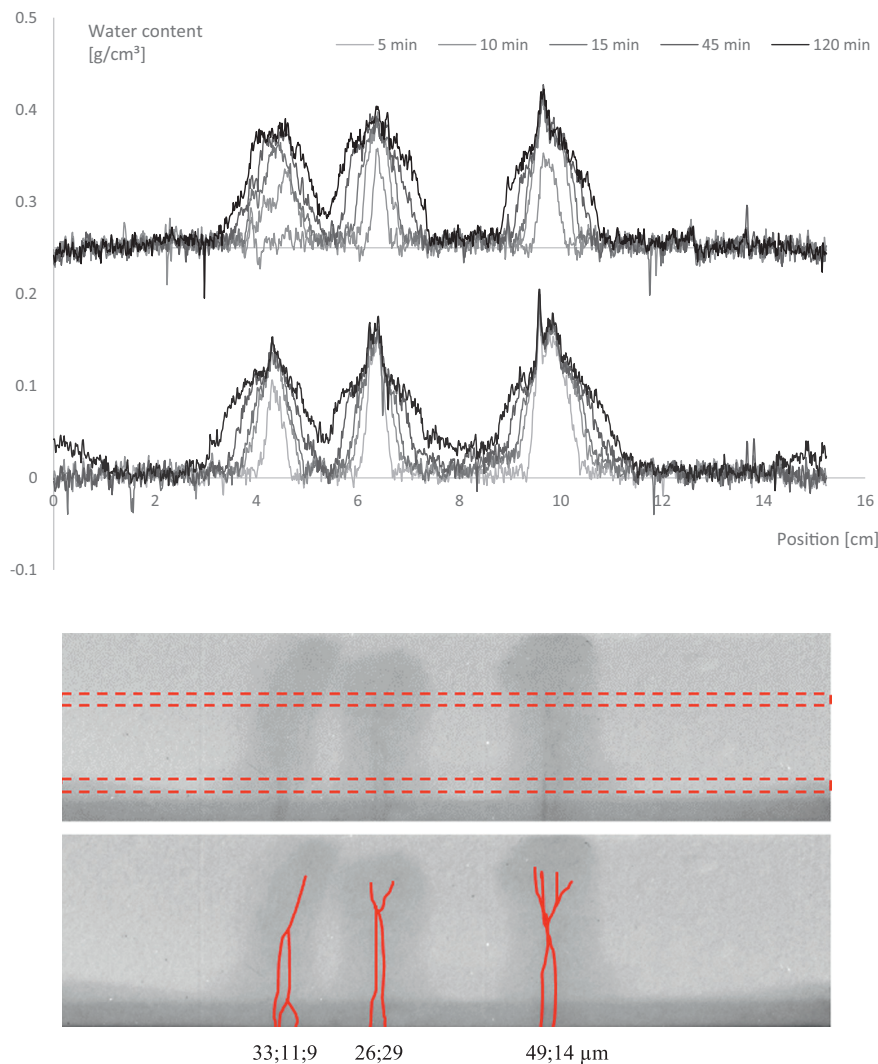 0.5
Water content
[g/cm³]
5 min 10 min 15 min 45 min 120 min
0.4
0.3
0.2
0.1
0
0 2 4 6 8 10 12 14 16
Position [cm]
-0.1
33;11;9 26;29 49;14 µm